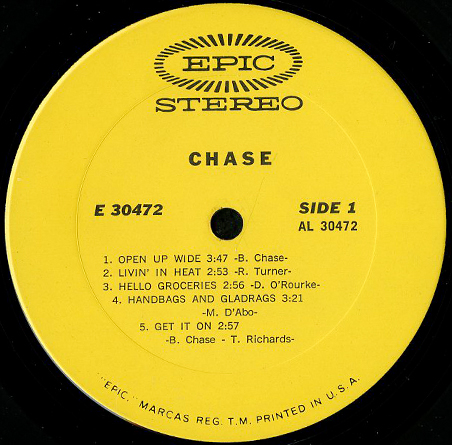 EPIC
STEREO
CHASE
E 30472
SIDE 1
AL 30472
1. OPEN UP WIDE 3:47 -B. Chase-
2. LIVIN' IN HEAT 2:53 -R. Turner-
3. HELLO GROCERIES 2:56 -D. O'Rourke-
4. HANDBAGS AND GLADRAGS 3:21
-M. D'Abo-
5. GET IT ON 2:57
-B. Chase - T. Richards-
"EPIC," MARCAS REG. T.M. PRINTED IN U.S.A.